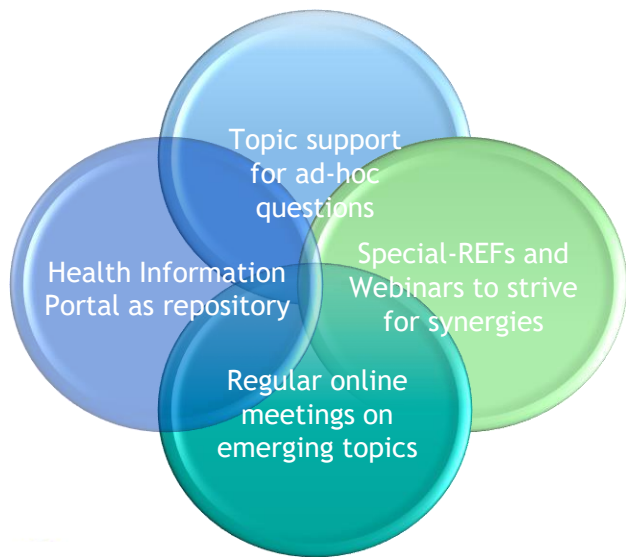 Topic support
for ad-hoc
questions
Health Information
Portal as repository
Special-REFs and
Webinars to strive
for synergies
Regular online
meetings on
emerging topics